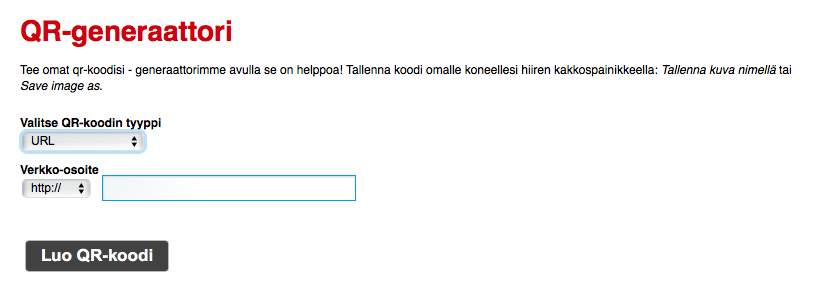 QR-generaattori
Tee omat qr-koodisi - generaattorimme avulla se on helppoa! Tallenna koodi omalle koneellesi hiiren kakkospainikkeella: Tallenna kuva nimellä tai
Save image as.
Valitse QR-koodin tyyppi
URL
Verkko-osoite
http://
Luo QR-koodi